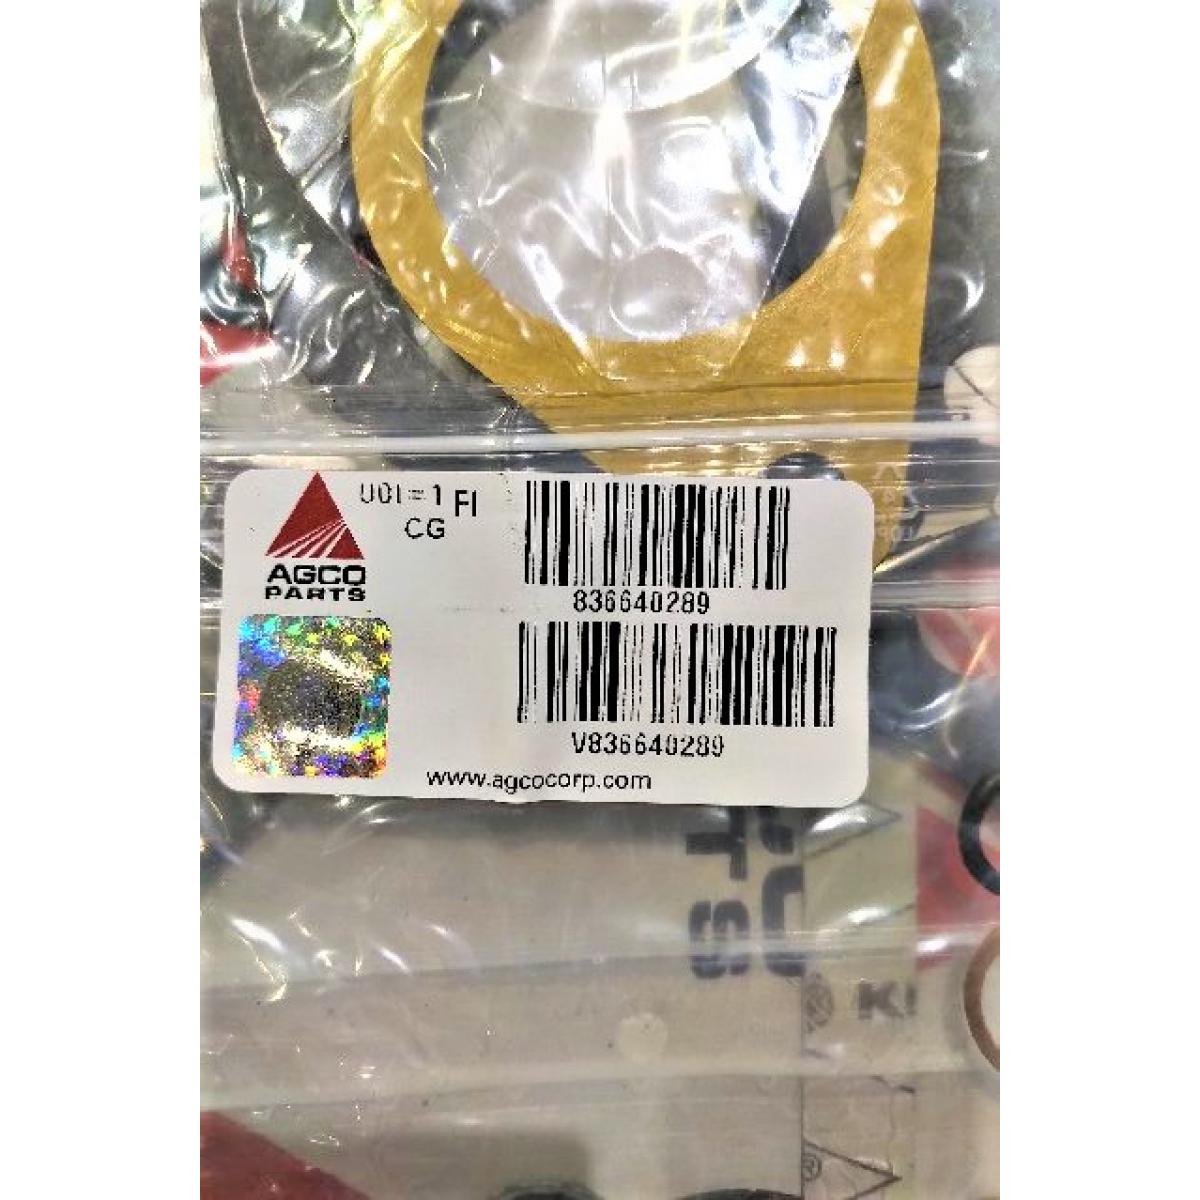 UOI=1 FI
CG
AGCO
PARTS
836640289
V836640289
www.agcocorp.com